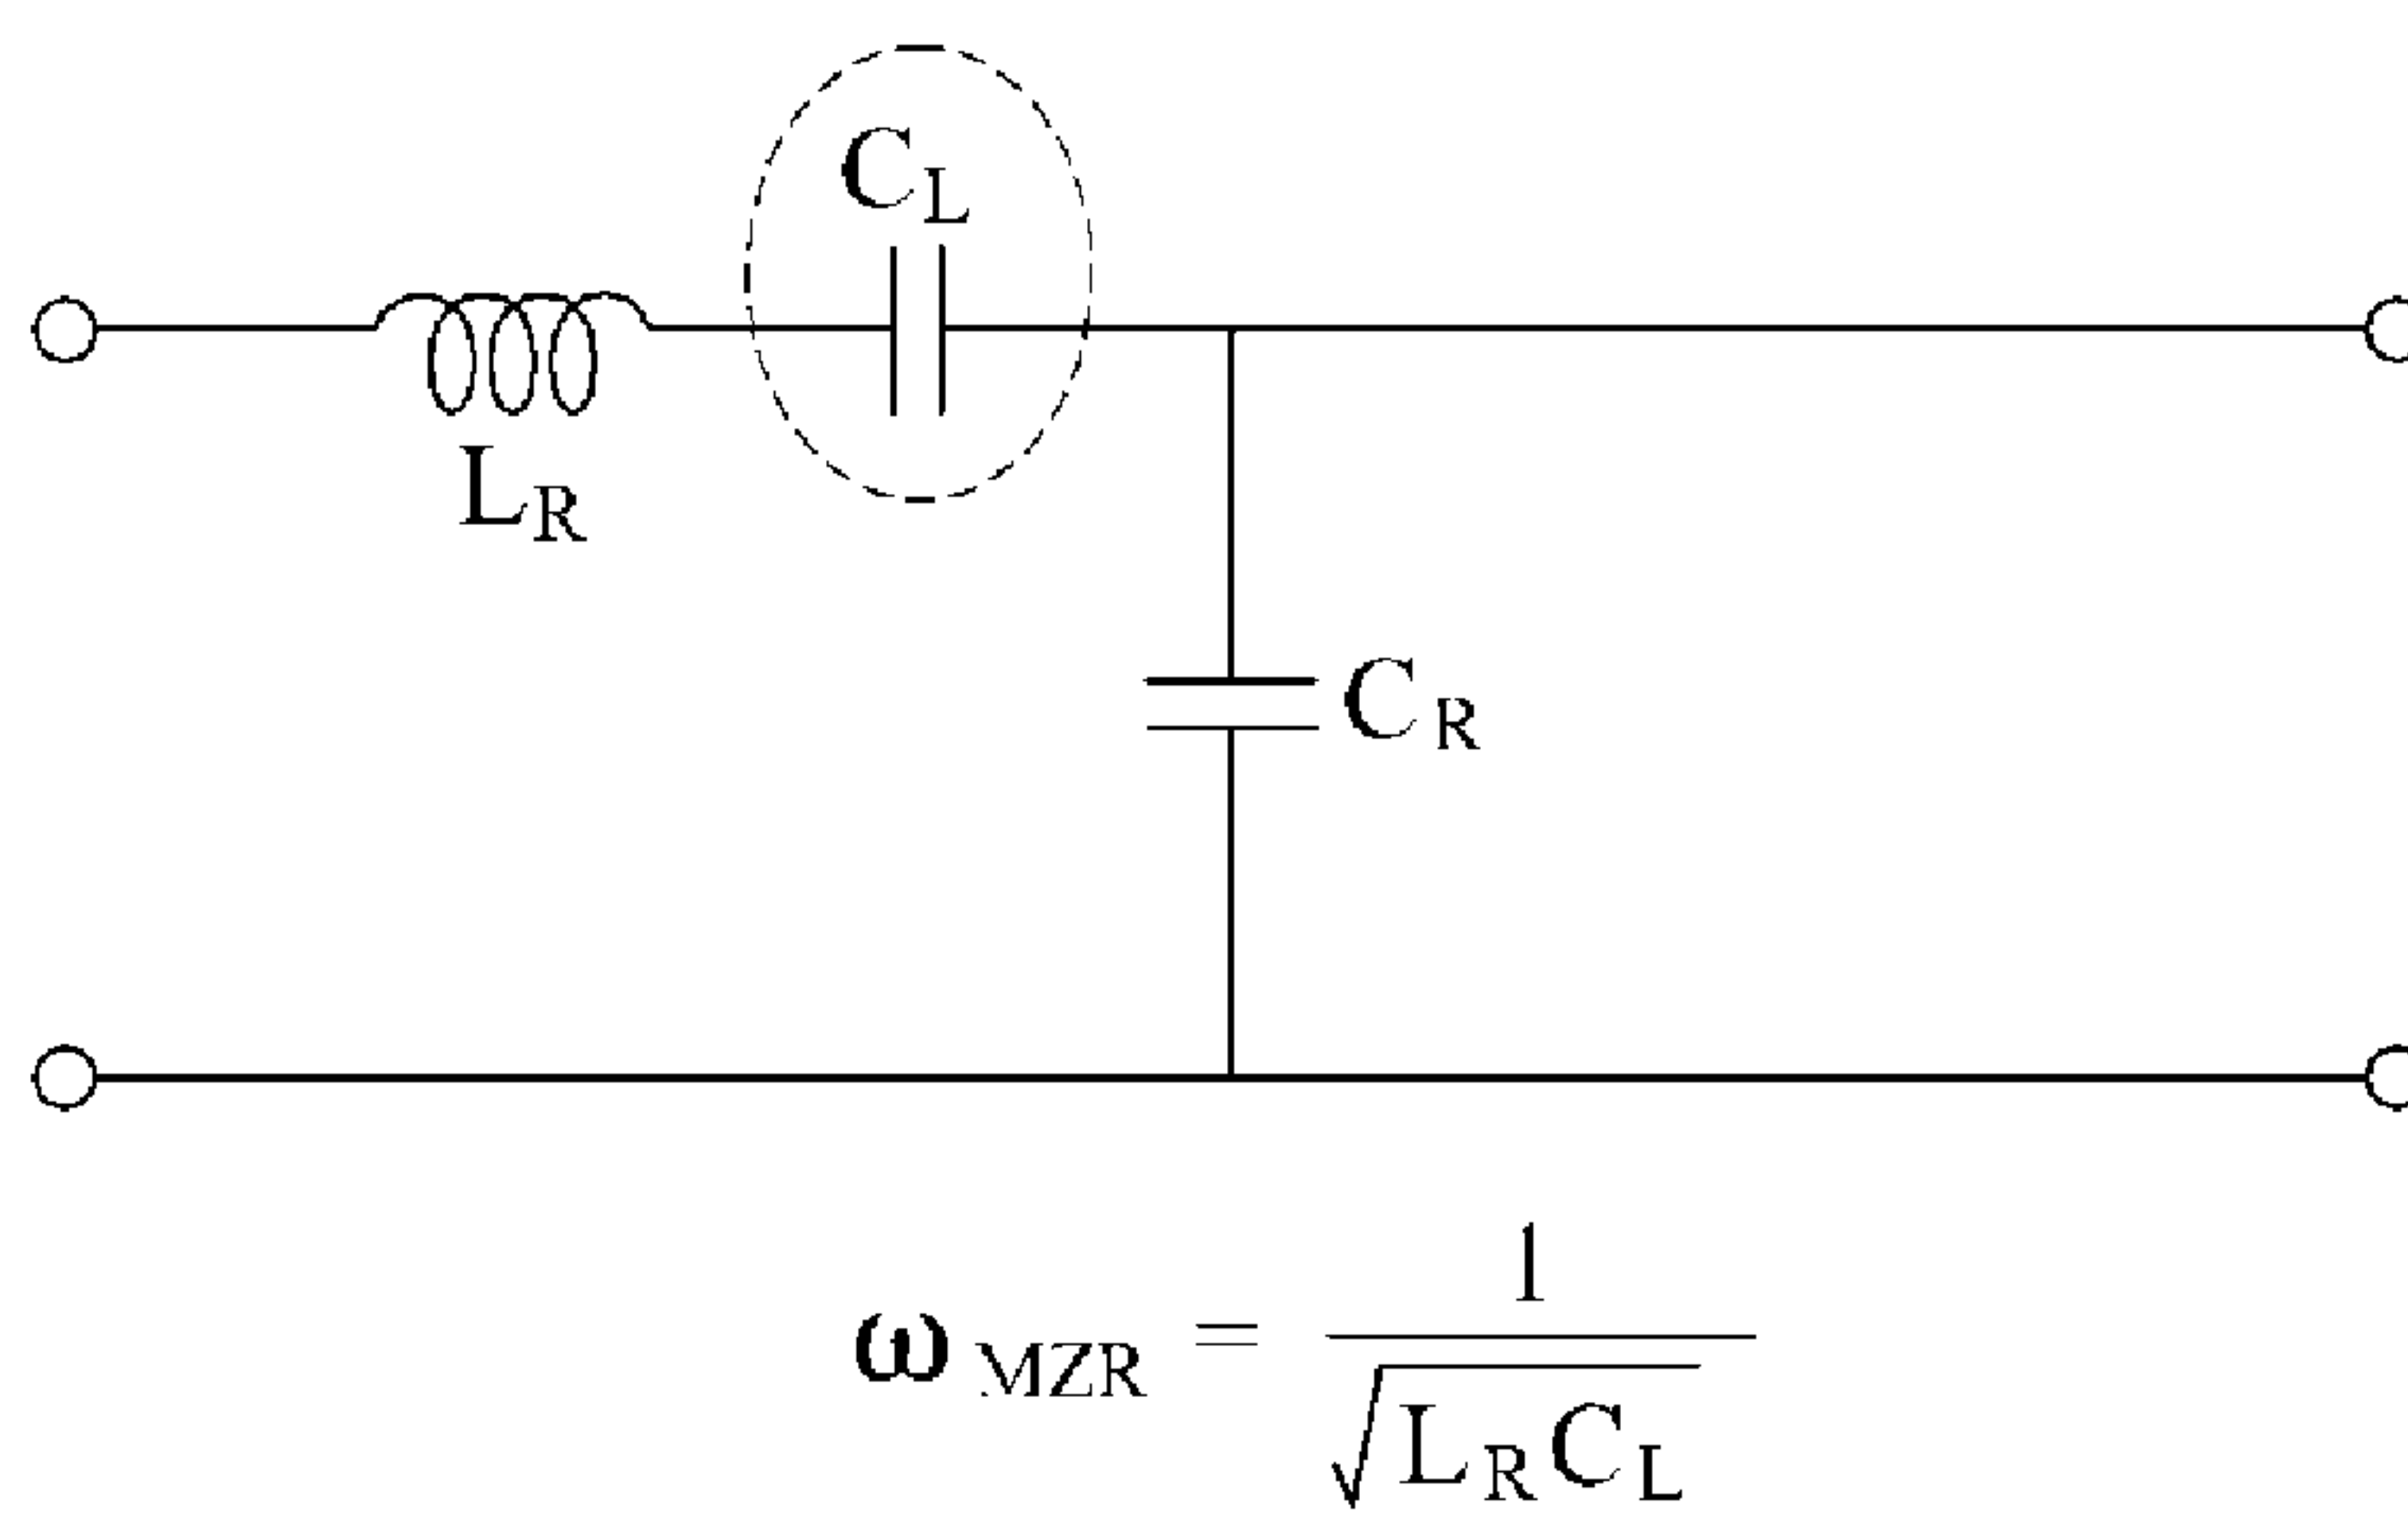 C_L
L_R
C_R
ω_MZR = 1 / √(L_R C_L)